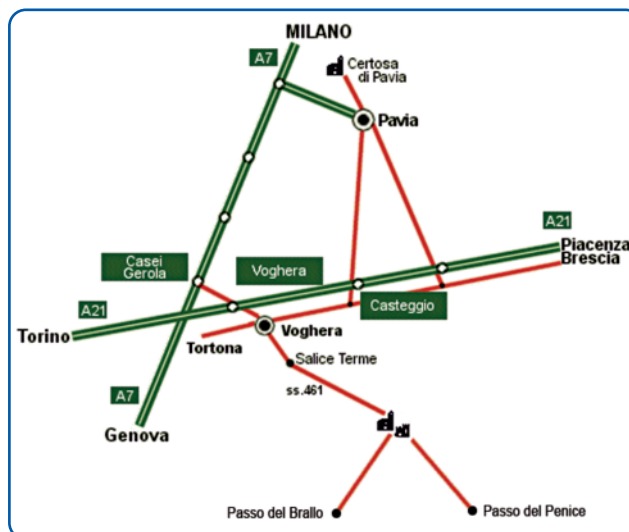 MILANO
A7
Certosa
di Pavia
Pavia
A21
Piacenza
Brescia
Casei
Gerola
Voghera
Casteggio
A21
Torino
Tortona
Voghera
Salice Terme
ss.461
A7
Genova
Passo del Brallo
Passo del Penice